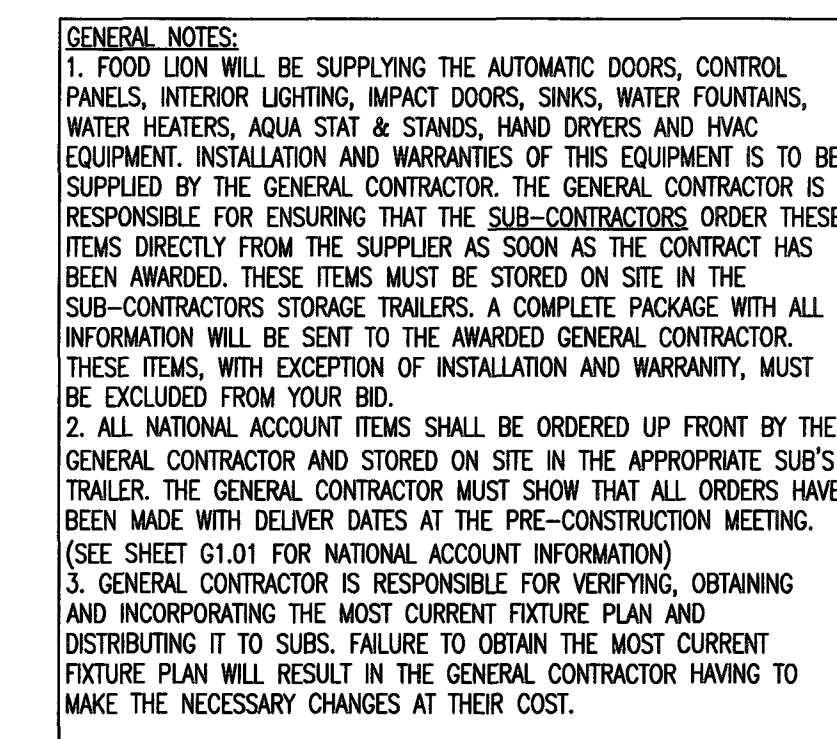 GENERAL NOTES:
1. FOOD LION WILL BE SUPPLYING THE AUTOMATIC DOORS, CONTROL
PANELS, INTERIOR LIGHTING, IMPACT DOORS, SINKS, WATER FOUNTAINS,
WATER HEATERS, AQUA STAT & STANDS, HAND DRYERS AND HVAC
EQUIPMENT. INSTALLATION AND WARRANTIES OF THIS EQUIPMENT IS TO BE
SUPPLIED BY THE GENERAL CONTRACTOR. THE GENERAL CONTRACTOR IS
RESPONSIBLE FOR ENSURING THAT THE SUB-CONTRACTORS ORDER THESE
ITEMS DIRECTLY FROM THE SUPPLIER AS SOON AS THE CONTRACT HAS
BEEN AWARDED. THESE ITEMS MUST BE STORED ON SITE IN THE
SUB-CONTRACTORS STORAGE TRAILERS. A COMPLETE PACKAGE WITH ALL
INFORMATION WILL BE SENT TO THE AWARDED GENERAL CONTRACTOR.
THESE ITEMS, WITH EXCEPTION OF INSTALLATION AND WARRANITY, MUST
BE EXCLUDED FROM YOUR BID.
2. ALL NATIONAL ACCOUNT ITEMS SHALL BE ORDERED UP FRONT BY THE
GENERAL CONTRACTOR AND STORED ON SITE IN THE APPROPRIATE SUB'S
TRAILER. THE GENERAL CONTRACTOR MUST SHOW THAT ALL ORDERS HAVE
BEEN MADE WITH DELIVER DATES AT THE PRE-CONSTRUCTION MEETING.
(SEE SHEET G1.01 FOR NATIONAL ACCOUNT INFORMATION)
3. GENERAL CONTRACTOR IS RESPONSIBLE FOR VERIFYING, OBTAINING
AND INCORPORATING THE MOST CURRENT FIXTURE PLAN AND
DISTRIBUTING IT TO SUBS. FAILURE TO OBTAIN THE MOST CURRENT
FIXTURE PLAN WILL RESULT IN THE GENERAL CONTRACTOR HAVING TO
MAKE THE NECESSARY CHANGES AT THEIR COST.